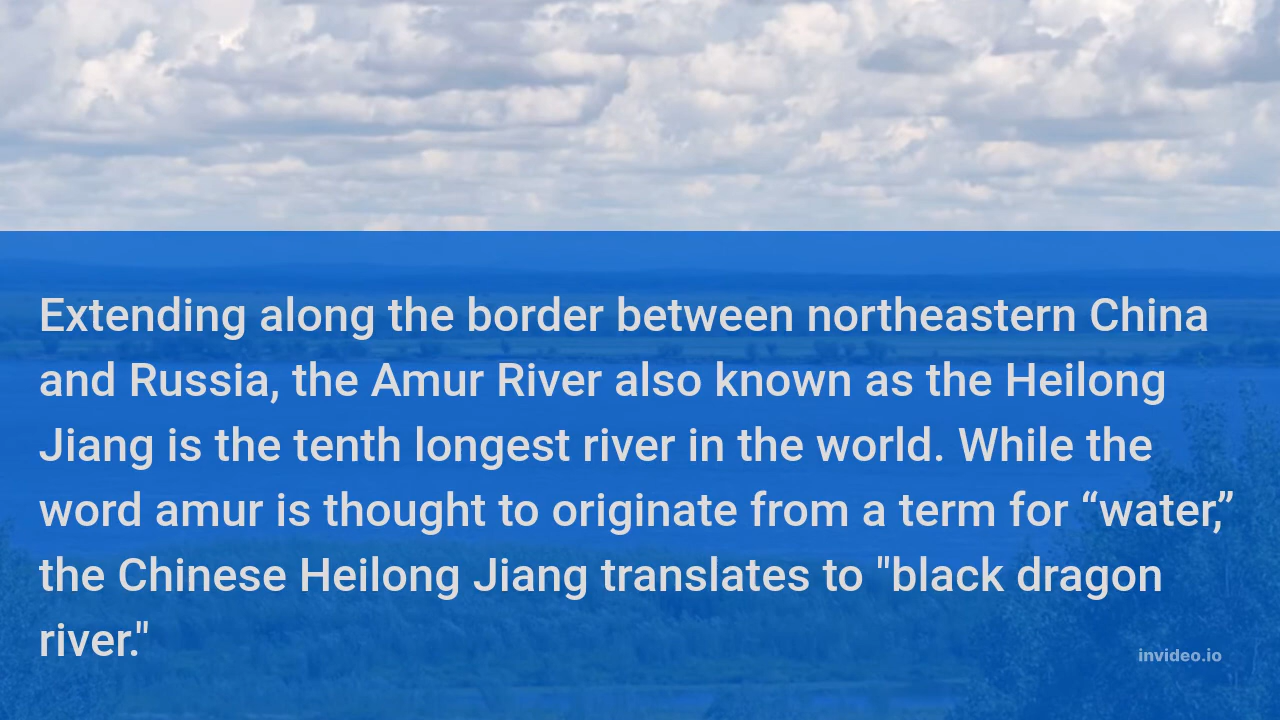 Extending along the border between northeastern China
and Russia, the Amur River also known as the Heilong
Jiang is the tenth longest river in the world. While the
word amur is thought to originate from a term for “water,”
the Chinese Heilong Jiang translates to "black dragon
river."
invideo.io